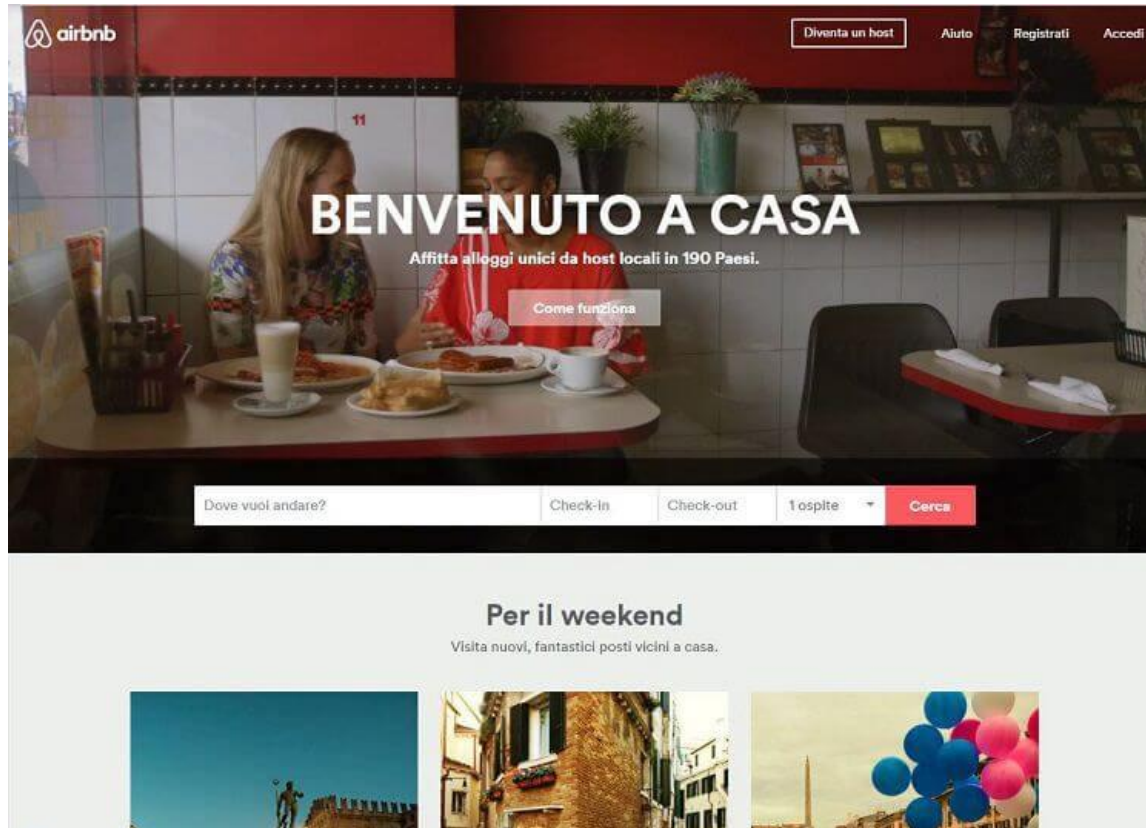 airbnb
Diventa un host
Aiuto
Registrati
Accedi
11
BENVENUTO A CASA
Affitta alloggi unici da host locali in 190 Paesi.
Come funziona
Dove vuoi andare?
Check-in
Check-out
1 ospite
Cerca
Per il weekend
Visita nuovi, fantastici posti vicini a casa.